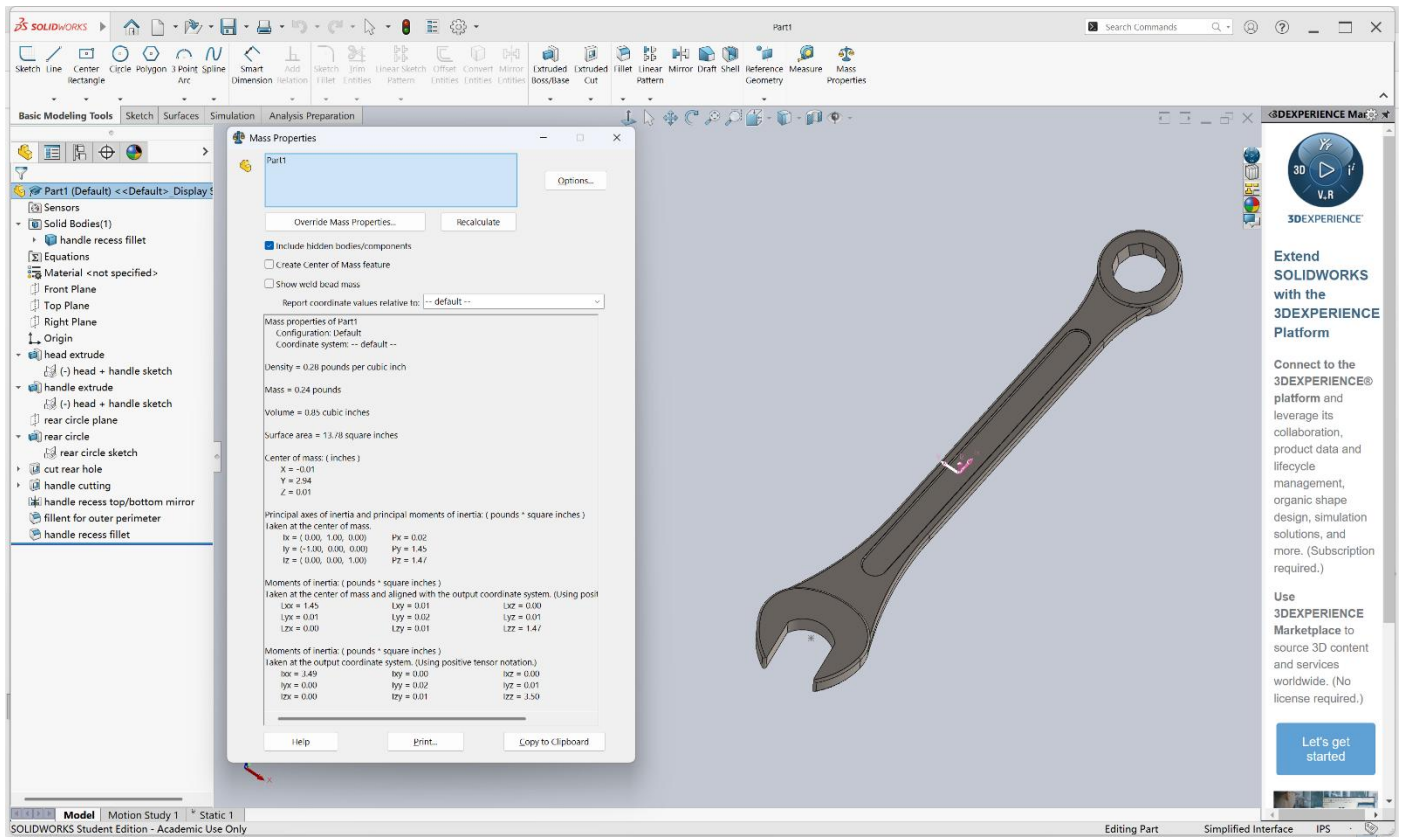 SOLIDWORKS
Part1
Search Commands
Sketch Line Center Rectangle Circle Polygon 3 Point Arc Spline Smart Dimension Add Relation Sketch Fillet Trim Entities Linear Sketch Pattern Offset Entities Convert Entities Mirror Entities Extruded Boss/Base Extruded Cut Fillet Linear Pattern Mirror Draft Shell Reference Geometry Measure Mass Properties
Basic Modeling Tools Sketch Surfaces Simulation Analysis Preparation
Part1 (Default) <<Default>_Display S
Sensors
Solid Bodies(1)
handle recess fillet
Equations
Material <not specified>
Front Plane
Top Plane
Right Plane
Origin
head extrude
(-) head + handle sketch
handle extrude
(-) head + handle sketch
rear circle plane
rear circle
rear circle sketch
cut rear hole
handle cutting
handle recess top/bottom mirror
fillent for outer perimeter
handle recess fillet
Mass Properties
Part1
Options...
Override Mass Properties...
Recalculate
Include hidden bodies/components
Create Center of Mass feature
Show weld bead mass
Report coordinate values relative to: -- default --
Mass properties of Part1
Configuration: Default
Coordinate system: -- default --
Density = 0.28 pounds per cubic inch
Mass = 0.24 pounds
Volume = 0.85 cubic inches
Surface area = 13.78 square inches
Center of mass: ( inches )
X = -0.01
Y = 2.94
Z = 0.01
Principal axes of inertia and principal moments of inertia: ( pounds * square inches )
Taken at the center of mass.
Ix = ( 0.00, 1.00, 0.00) Px = 0.02
Iy = (-1.00, 0.00, 0.00) Py = 1.45
Iz = ( 0.00, 0.00, 1.00) Pz = 1.47
Moments of inertia: ( pounds * square inches )
Taken at the center of mass and aligned with the output coordinate system. (Using posit
Lxx = 1.45 Lxy = 0.01 Lxz = 0.00
Lyx = 0.01 Lyy = 0.02 Lyz = 0.01
Lzx = 0.00 Lzy = 0.01 Lzz = 1.47
Moments of inertia: ( pounds * square inches )
Taken at the output coordinate system. (Using positive tensor notation.)
Ixx = 3.49 Ixy = 0.00 Ixz = 0.00
Iyx = 0.00 Iyy = 0.02 Iyz = 0.01
Izx = 0.00 Izy = 0.01 Izz = 3.50
Help
Print...
Copy to Clipboard
x
3DEXPERIENCE Mar
3D
V,R
3DEXPERIENCE
Extend
SOLIDWORKS
with the
3DEXPERIENCE
Platform
Connect to the
3DEXPERIENCE®
platform and
leverage its
collaboration,
product data and
lifecycle
management,
organic shape
design, simulation
solutions, and
more. (Subscription
required.)
Use
3DEXPERIENCE
Marketplace to
source 3D content
and services
worldwide. (No
license required.)
Let's get
started
Model Motion Study 1 Static 1
SOLIDWORKS Student Edition - Academic Use Only
Editing Part
Simplified Interface
IPS